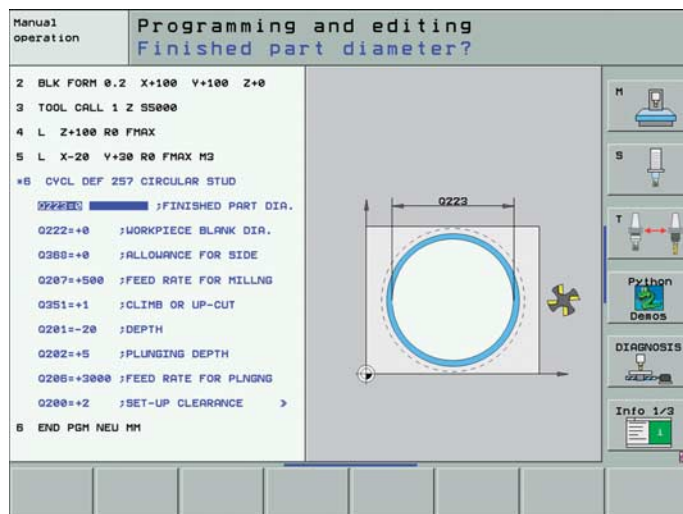 Manual
operation
Programming and editing
Finished part diameter?
2 BLK FORM 0.2 X+100 Y+100 Z+0
3 TOOL CALL 1 Z S5000
4 L Z+100 R0 FMAX
5 L X-20 Y+30 R0 FMAX M3
*6 CYCL DEF 257 CIRCULAR STUD
Q223=0 ;FINISHED PART DIA.
Q222=+0 ;WORKPIECE BLANK DIA.
Q368=+0 ;ALLOWANCE FOR SIDE
Q207=+500 ;FEED RATE FOR MILLNG
Q351=+1 ;CLIMB OR UP-CUT
Q201=-20 ;DEPTH
Q202=+5 ;PLUNGING DEPTH
Q206=+3000 ;FEED RATE FOR PLNGNG
Q200=+2 ;SET-UP CLEARANCE »
6 END PGM NEU MM
Q223
M
S
T
Python
Demos
DIAGNOSIS
Info 1/3